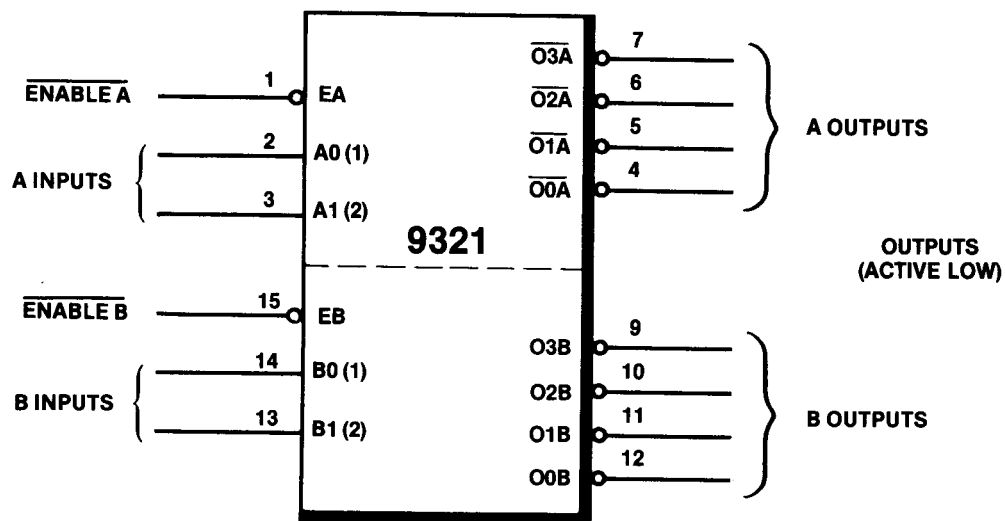 7
O3A
1
ENABLE A
EA
6
O2A
2
A0 (1)
5
O1A
A OUTPUTS
A INPUTS
3
A1 (2)
4
O0A
9321
OUTPUTS
(ACTIVE LOW)
15
ENABLE B
EB
9
O3B
14
B0 (1)
10
O2B
B INPUTS
13
B1 (2)
11
O1B
B OUTPUTS
12
O0B